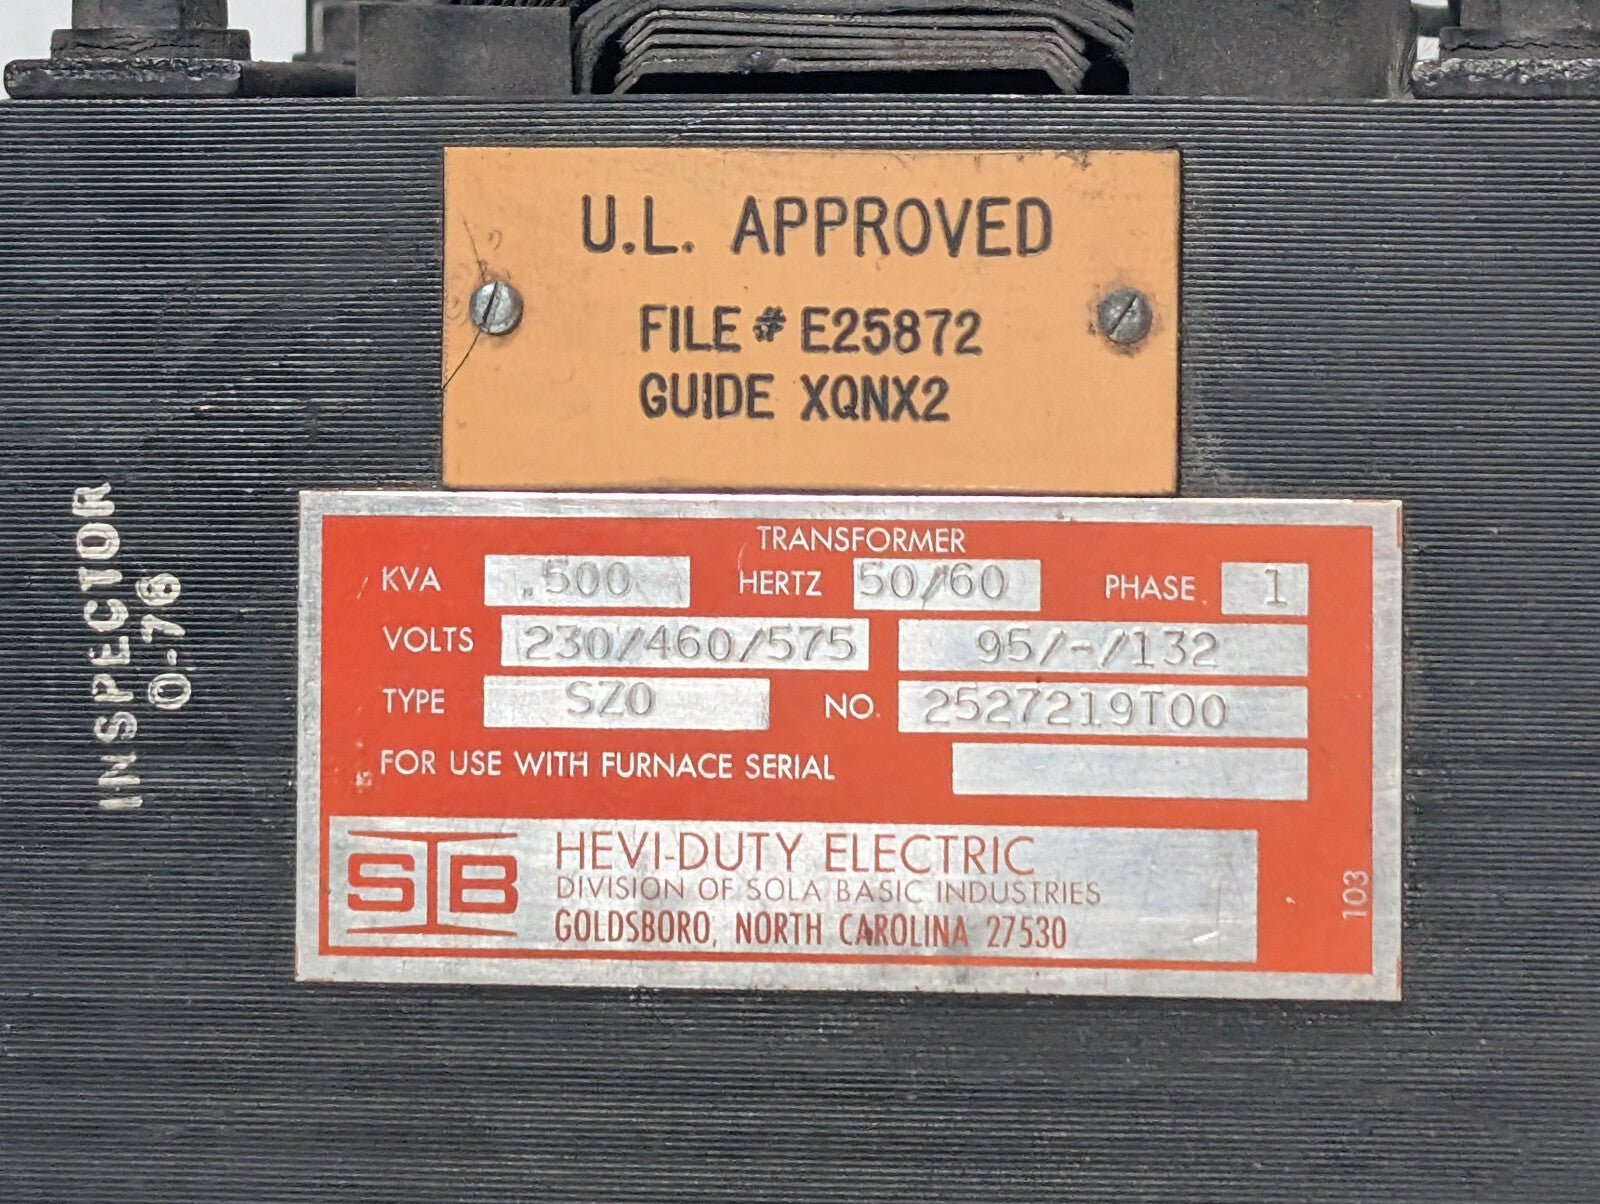 U.L. APPROVED
FILE # E25872
GUIDE XQNX2
TRANSFORMER
KVA .500 HERTZ 50/60 PHASE 1
VOLTS 230/460/575 95/-/132
TYPE SZO NO. 2527219T00
FOR USE WITH FURNACE SERIAL
SB HEVI-DUTY ELECTRIC
DIVISION OF SOLA BASIC INDUSTRIES
GOLDSBORO, NORTH CAROLINA 27530
103
INSPECTOR
0-76